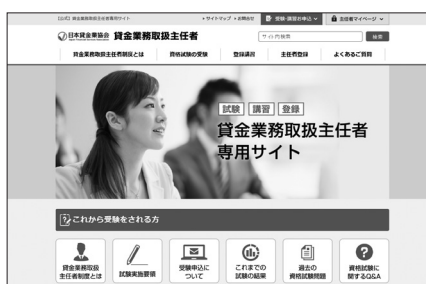 【公式】貸金業務取扱主任者専用サイト
サイトマップ
お問合せ
受験・講習お申込
主任者マイページ
日本貸金業協会 貸金業務取扱主任者
サイト内検索
検索
貸金業務取扱主任者制度とは
資格試験の受験
登録講習
主任者登録
よくあるご質問
試験 講習 登録
貸金業務取扱主任者
専用サイト
これから受験をされる方
貸金業務取扱
主任者制度とは
試験実施要領
受験申込に
ついて
これまでの
試験の結果
過去の
資格試験問題
資格試験に
関するQ&A